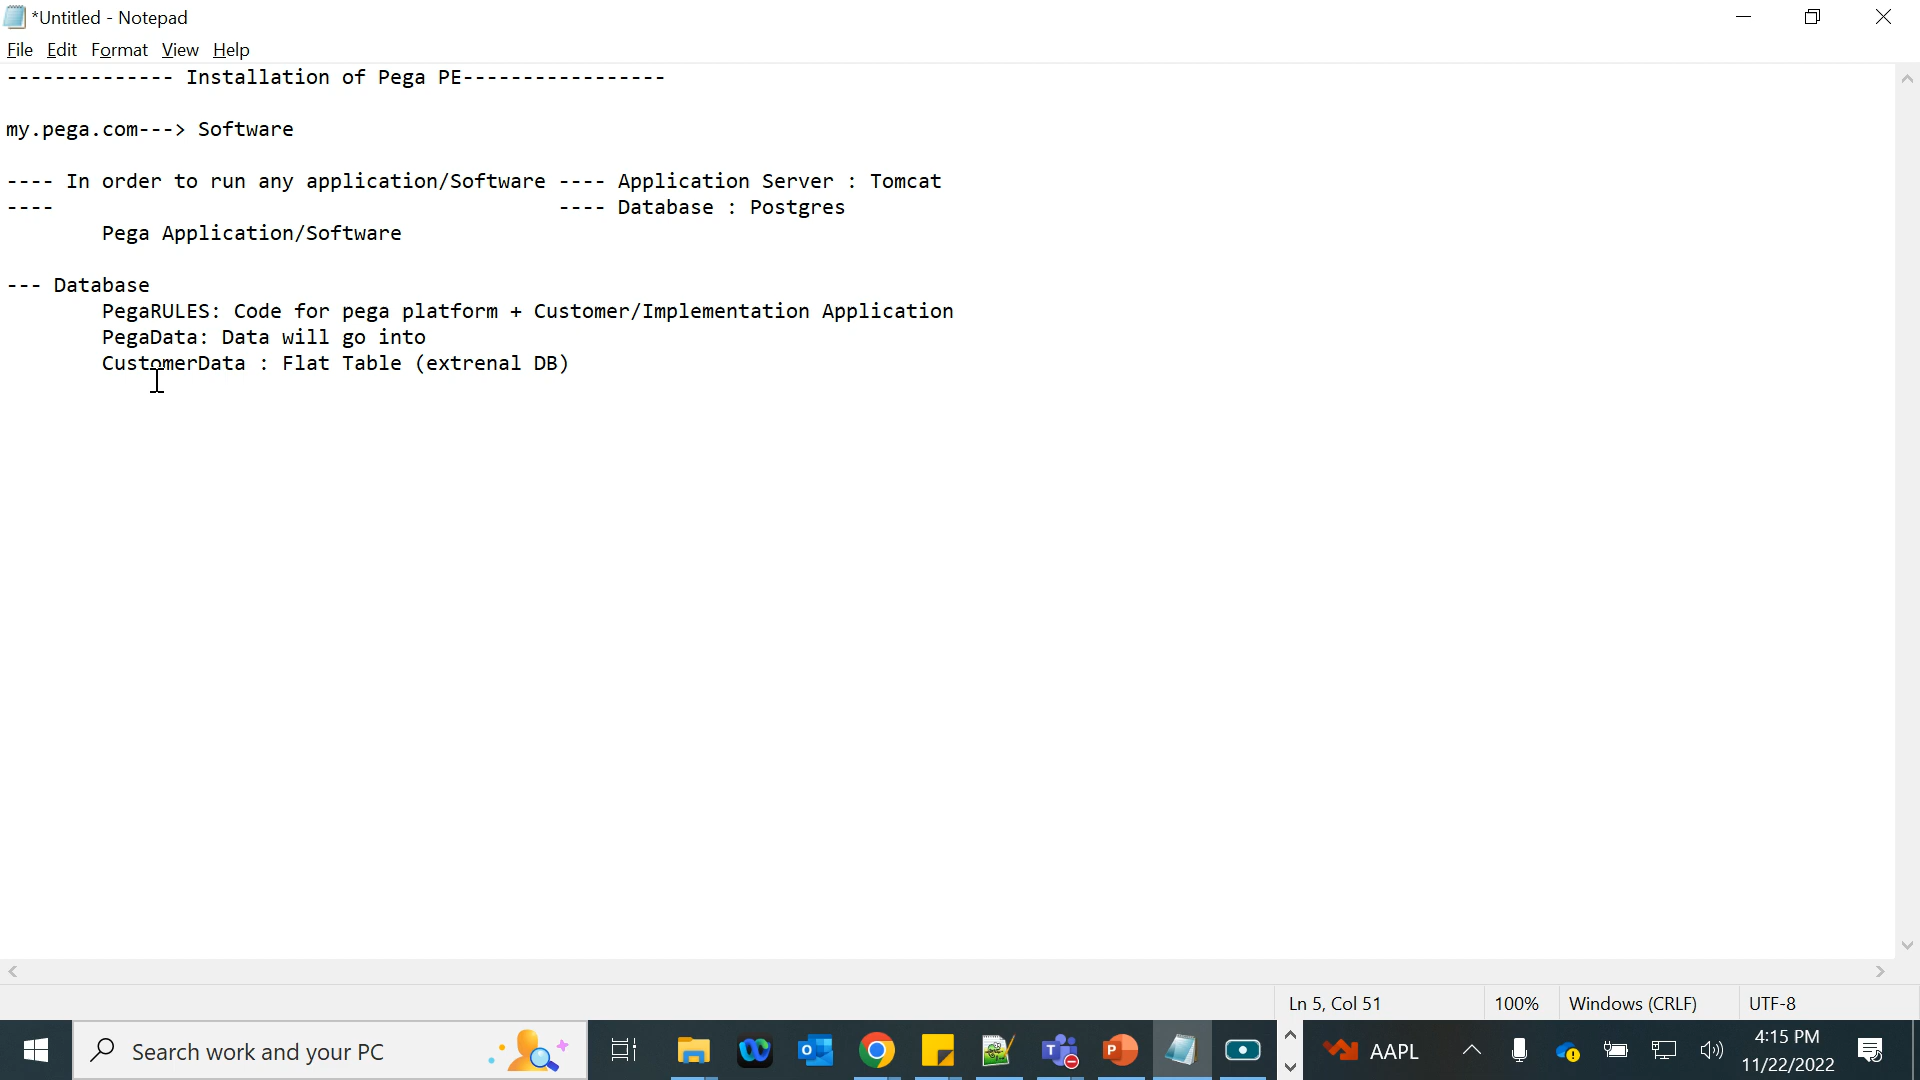 *Untitled - Notepad
File Edit Format View Help
-------------- Installation of Pega PE-----------------
my.pega.com---> Software
---- In order to run any application/Software ---- Application Server : Tomcat
---- ---- Database : Postgres
Pega Application/Software
--- Database
PegaRULES: Code for pega platform + Customer/Implementation Application
PegaData: Data will go into
CustomerData : Flat Table (extrenal DB)
Ln 5, Col 51 100% Windows (CRLF) UTF-8
Search work and your PC
AAPL
4:15 PM
11/22/2022